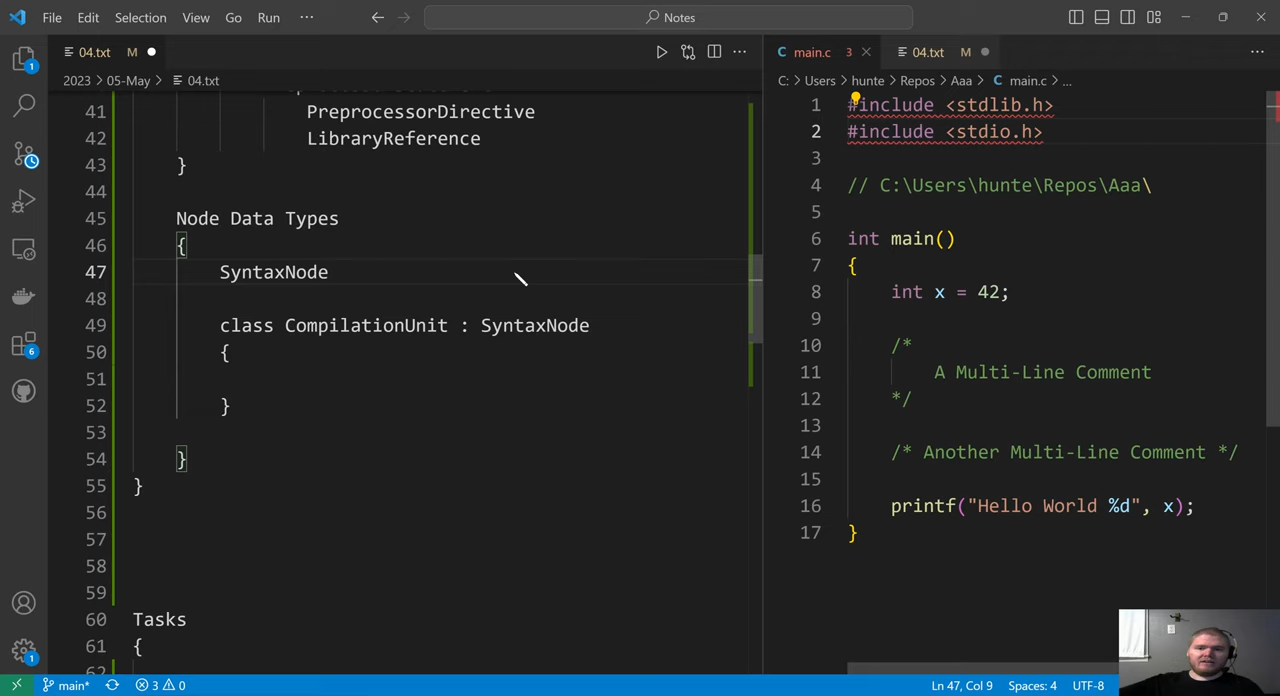 File Edit Selection View Go Run ··· Notes
04.txt M
main.c 3 04.txt M ···
2023 > 05-May > 04.txt
C: > Users > hunte > Repos > Aaa > C main.c > ...
41 PreprocessorDirective
42 LibraryReference
43 }
44
45 Node Data Types
46 {
47 SyntaxNode
48
49 class CompilationUnit : SyntaxNode
50 {
51
52 }
53
54 }
55 }
56
57
58
59
60 Tasks
61 {
62
1 #include <stdlib.h>
2 #include <stdio.h>
3
4 // C:\Users\hunte\Repos\Aaa\
5
6 int main()
7 {
8 int x = 42;
9
10 /*
11 A Multi-Line Comment
12 */
13
14 /* Another Multi-Line Comment */
15
16 printf("Hello World %d", x);
17 }
1
6
1
main* 3 0 Ln 47, Col 9 Spaces: 4 UTF-8